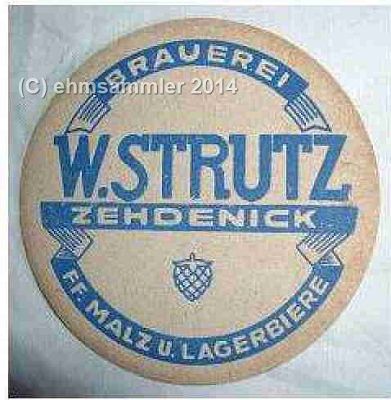 BRAUEREI
(C) ehmsammler 2014
W.STRUTZ
ZEHDENICK
F.F. MALZ U. LAGERBIERE